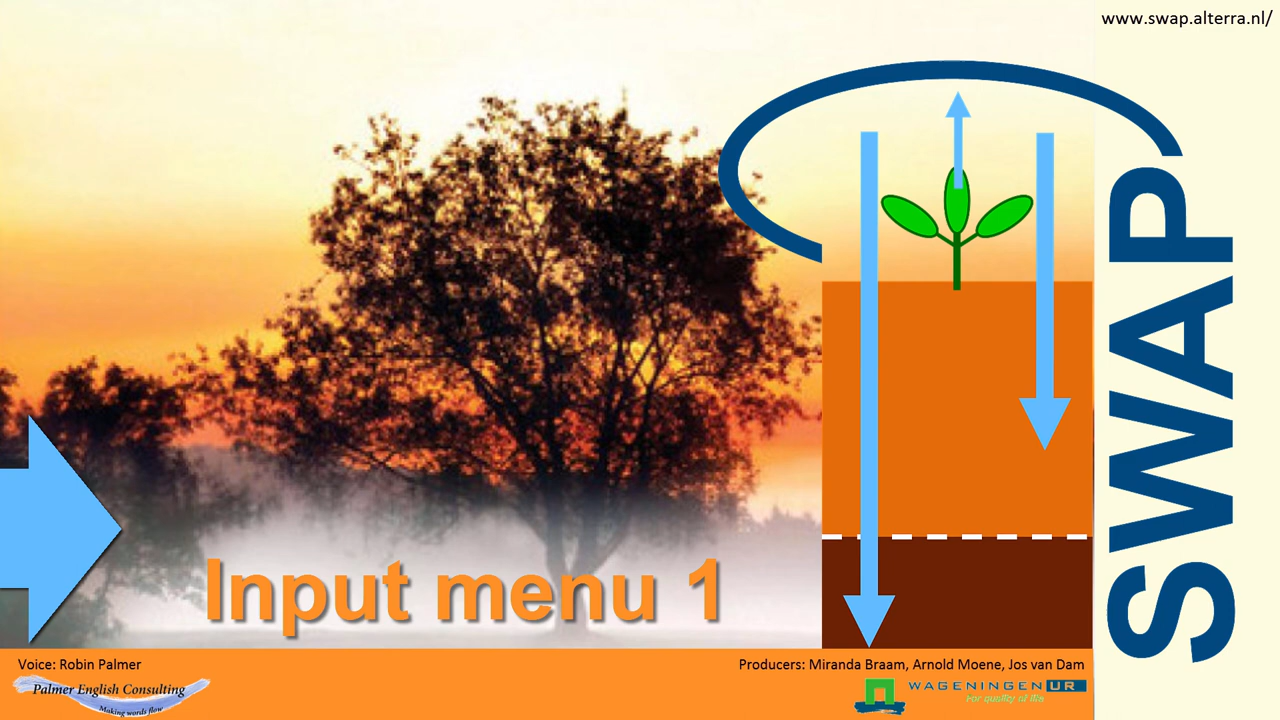 www.swap.alterra.nl/
SWAP
Input menu 1
Voice: Robin Palmer
Producers: Miranda Braam, Arnold Moene, Jos van Dam
Palmer English Consulting
Making words flow
WAGENINGEN UR
For quality of life